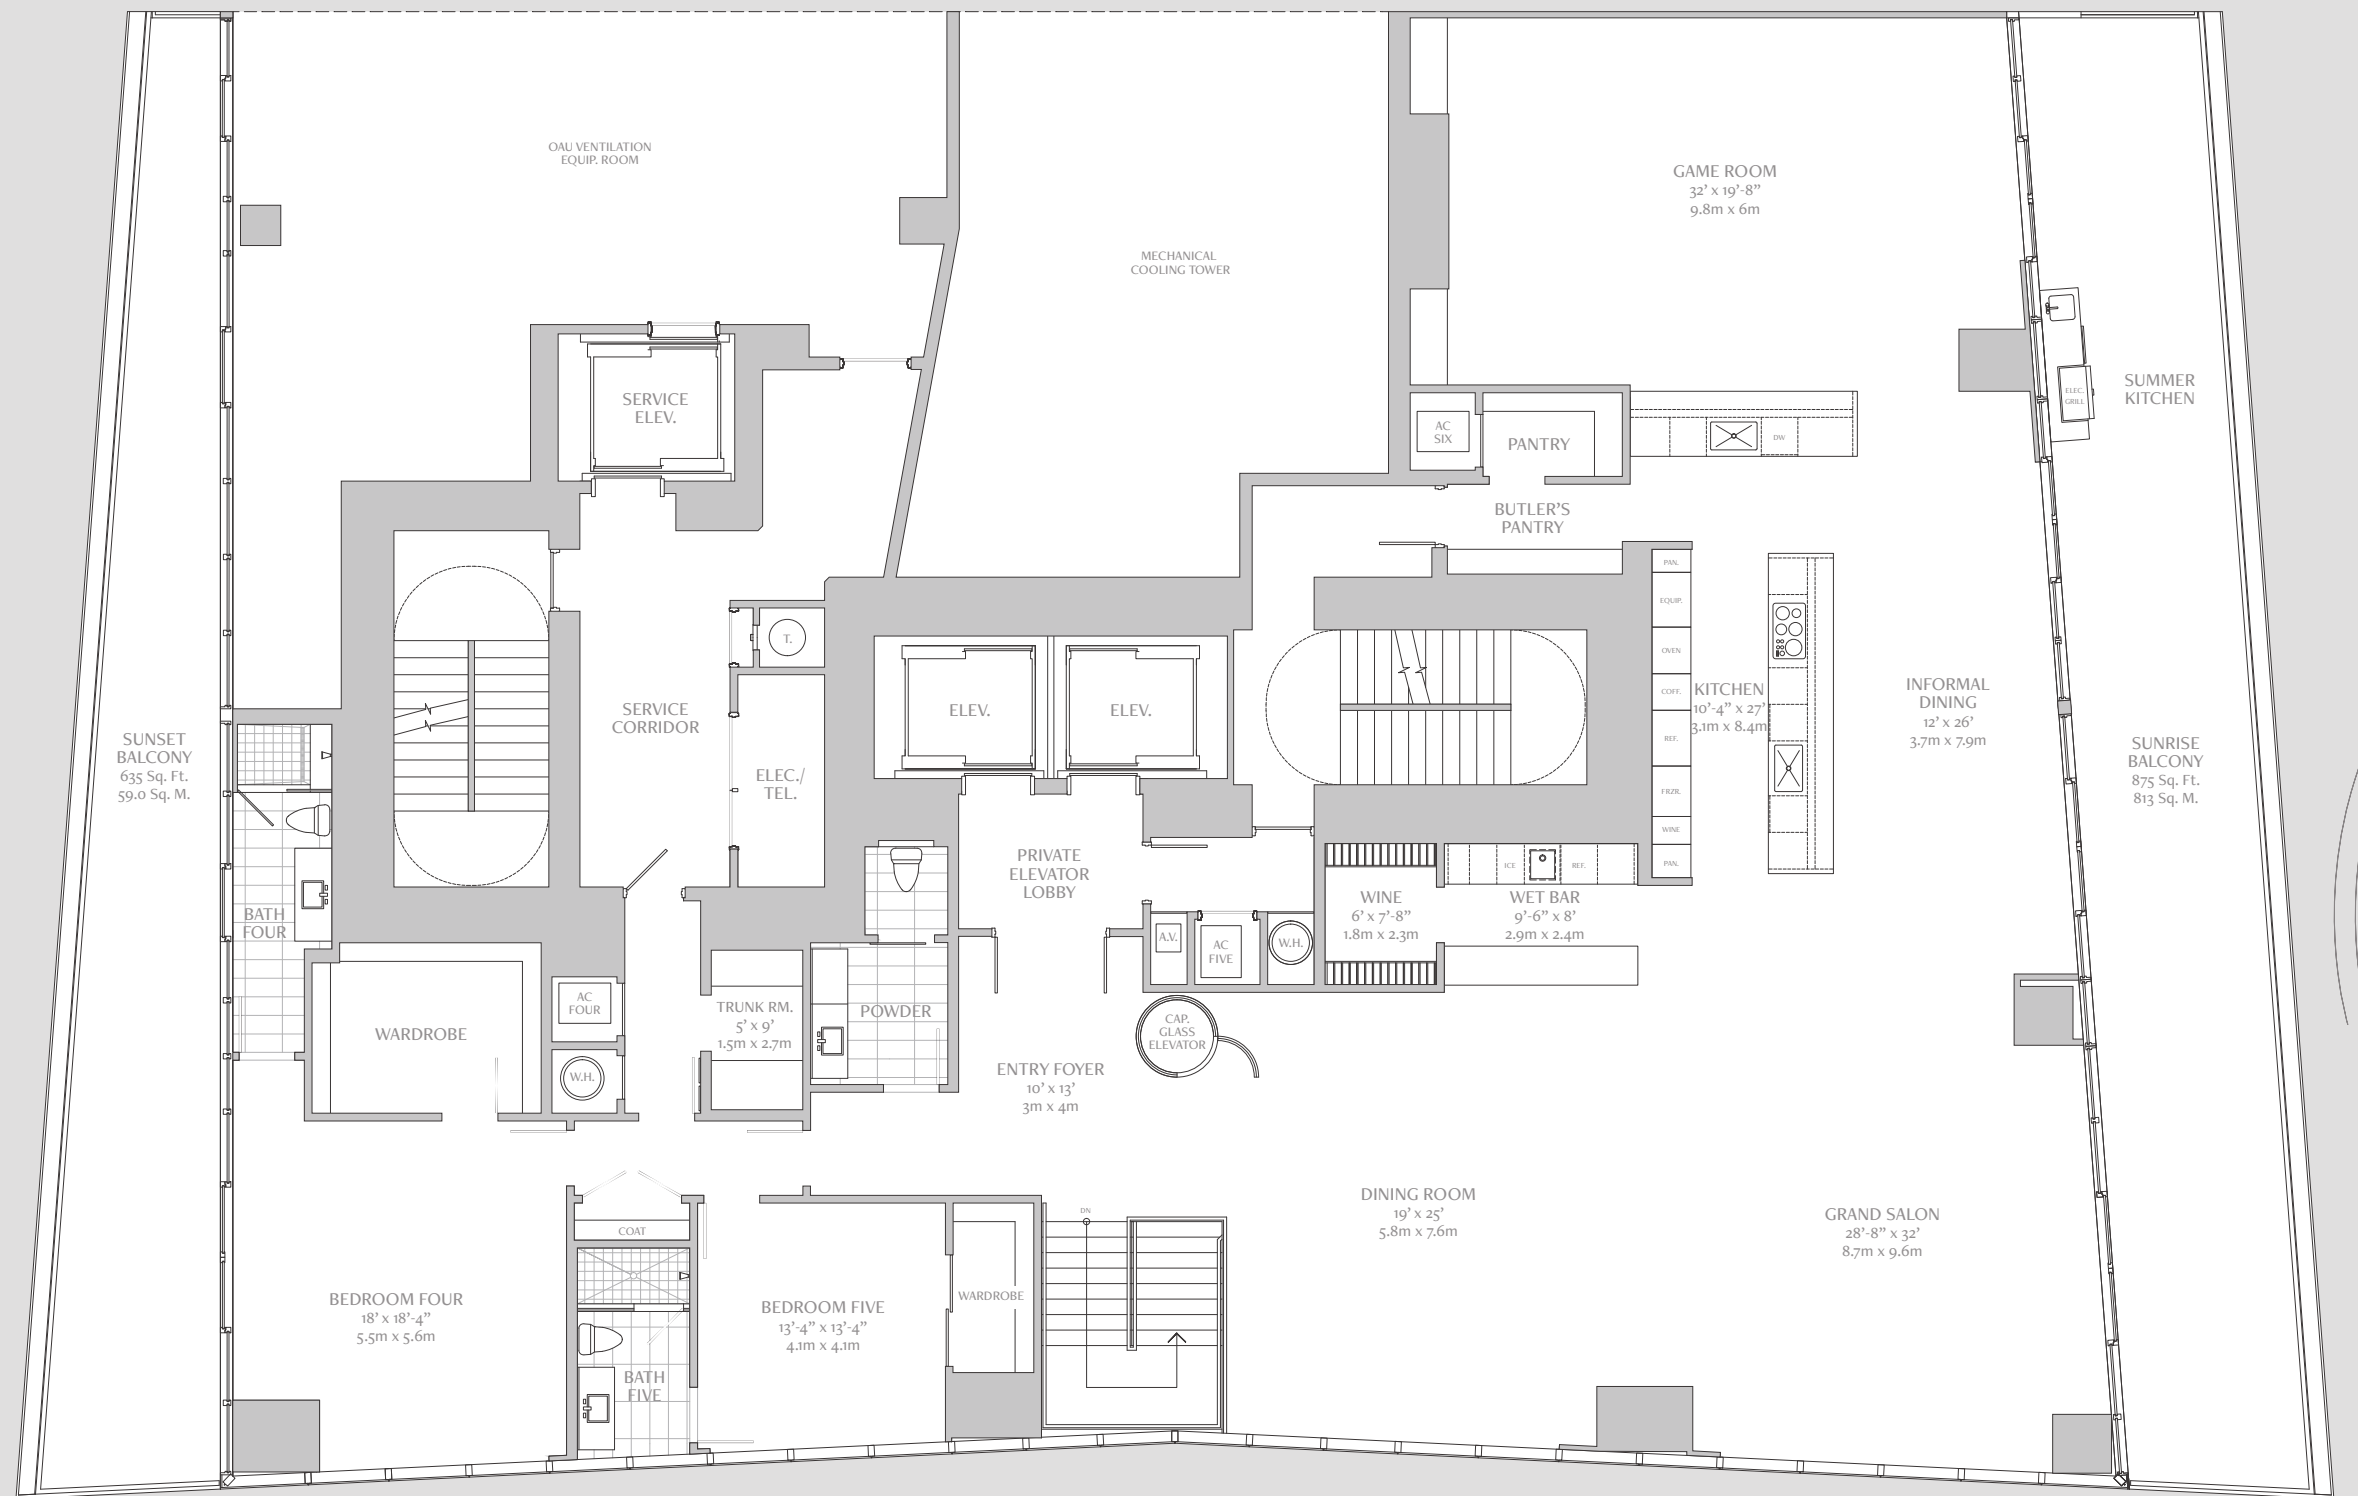 OAU VENTILATION
EQUIP. ROOM
MECHANICAL
COOLING TOWER
GAME ROOM
32’ x 19’-8”
9.8m x 6m
SERVICE
ELEV.
SUMMER
KITCHEN
ELEC.
GRILL
AC
SIX
PANTRY
DW
BUTLER’S
PANTRY
PAN.
EQUIP.
OVEN
COFF.
REF.
FRZR.
WINE
PAN.
KITCHEN
10’-4” x 27’
3.1m x 8.4m
INFORMAL
DINING
12’ x 26’
3.7m x 7.9m
SUNRISE
BALCONY
875 Sq. Ft.
813 Sq. M.
SUNSET
BALCONY
635 Sq. Ft.
59.0 Sq. M.
T.
SERVICE
CORRIDOR
ELEC./
TEL.
ELEV.
ELEV.
PRIVATE
ELEVATOR
LOBBY
ICE
REF.
WINE
6’ x 7’-8”
1.8m x 2.3m
WET BAR
9’-6” x 8’
2.9m x 2.4m
A.V.
AC
FIVE
W.H.
BATH
FOUR
WARDROBE
AC
FOUR
W.H.
TRUNK RM.
5’ x 9’
1.5m x 2.7m
POWDER
CAP.
GLASS
ELEVATOR
ENTRY FOYER
10’ x 13’
3m x 4m
DINING ROOM
19’ x 25’
5.8m x 7.6m
GRAND SALON
28’-8” x 32’
8.7m x 9.6m
COAT
DN
BEDROOM FOUR
18’ x 18’-4”
5.5m x 5.6m
BATH
FIVE
BEDROOM FIVE
13’-4” x 13’-4”
4.1m x 4.1m
WARDROBE